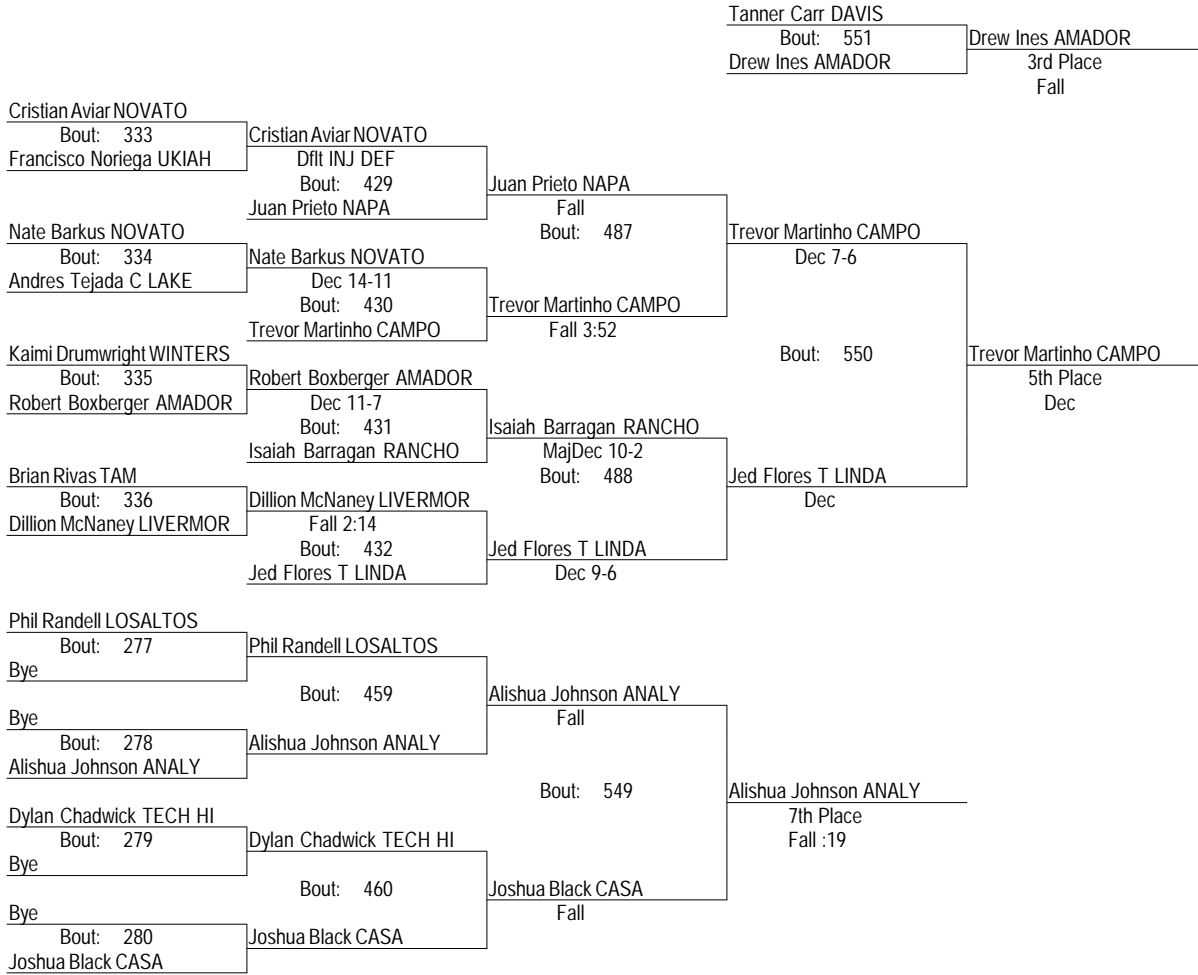 Tanner Carr DAVIS
Bout: 551
Drew Ines AMADOR
Drew Ines AMADOR
3rd Place
Fall
Cristian Aviar NOVATO
Bout: 333
Francisco Noriega UKIAH
Cristian Aviar NOVATO
Dflt INJ DEF
Bout: 429
Juan Prieto NAPA
Juan Prieto NAPA
Fall
Bout: 487
Nate Barkus NOVATO
Bout: 334
Andres Tejada C LAKE
Nate Barkus NOVATO
Dec 14-11
Bout: 430
Trevor Martinho CAMPO
Trevor Martinho CAMPO
Fall 3:52
Trevor Martinho CAMPO
Dec 7-6
Bout: 550
Trevor Martinho CAMPO
5th Place
Dec
Kaimi Drumwright WINTERS
Bout: 335
Robert Boxberger AMADOR
Robert Boxberger AMADOR
Dec 11-7
Bout: 431
Isaiah Barragan RANCHO
Isaiah Barragan RANCHO
MajDec 10-2
Bout: 488
Brian Rivas TAM
Bout: 336
Dillion McNaney LIVERMOR
Dillion McNaney LIVERMOR
Fall 2:14
Bout: 432
Jed Flores T LINDA
Jed Flores T LINDA
Dec 9-6
Jed Flores T LINDA
Dec
Phil Randell LOSALTOS
Bout: 277
Bye
Phil Randell LOSALTOS
Bout: 459
Bye
Bout: 278
Alishua Johnson ANALY
Alishua Johnson ANALY
Alishua Johnson ANALY
Fall
Bout: 549
Alishua Johnson ANALY
7th Place
Fall :19
Dylan Chadwick TECH HI
Bout: 279
Bye
Dylan Chadwick TECH HI
Bout: 460
Bye
Bout: 280
Joshua Black CASA
Joshua Black CASA
Joshua Black CASA
Fall